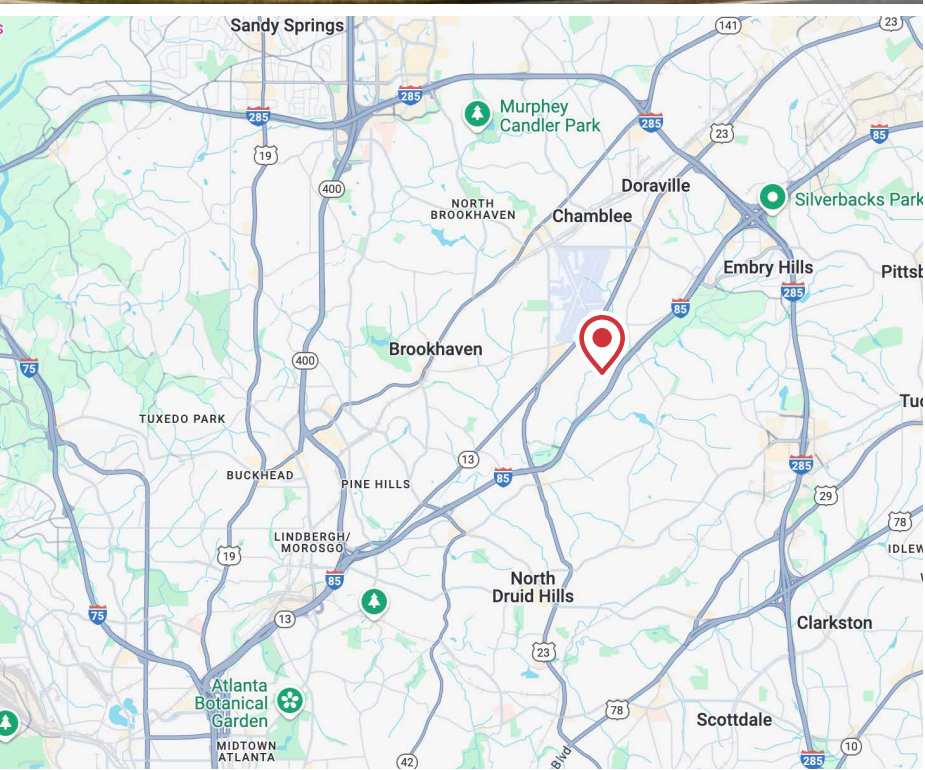 Sandy Springs
141
23
285
Murphey
Candler Park
285
285
23
85
19
400
Doraville
Silverbacks Park
NORTH
BROOKHAVEN
Chamblee
Embry Hills
Pittsb
285
85
Brookhaven
400
75
Tuc
TUXEDO PARK
13
285
BUCKHEAD
85
PINE HILLS
29
78
LINDBERGH/
MOROSGO
IDLEW
19
85
North
Druid Hills
75
13
Clarkston
23
Atlanta
Botanical
Garden
78
Scottdale
MIDTOWN
ATLANTA
10
42
Blvd
285